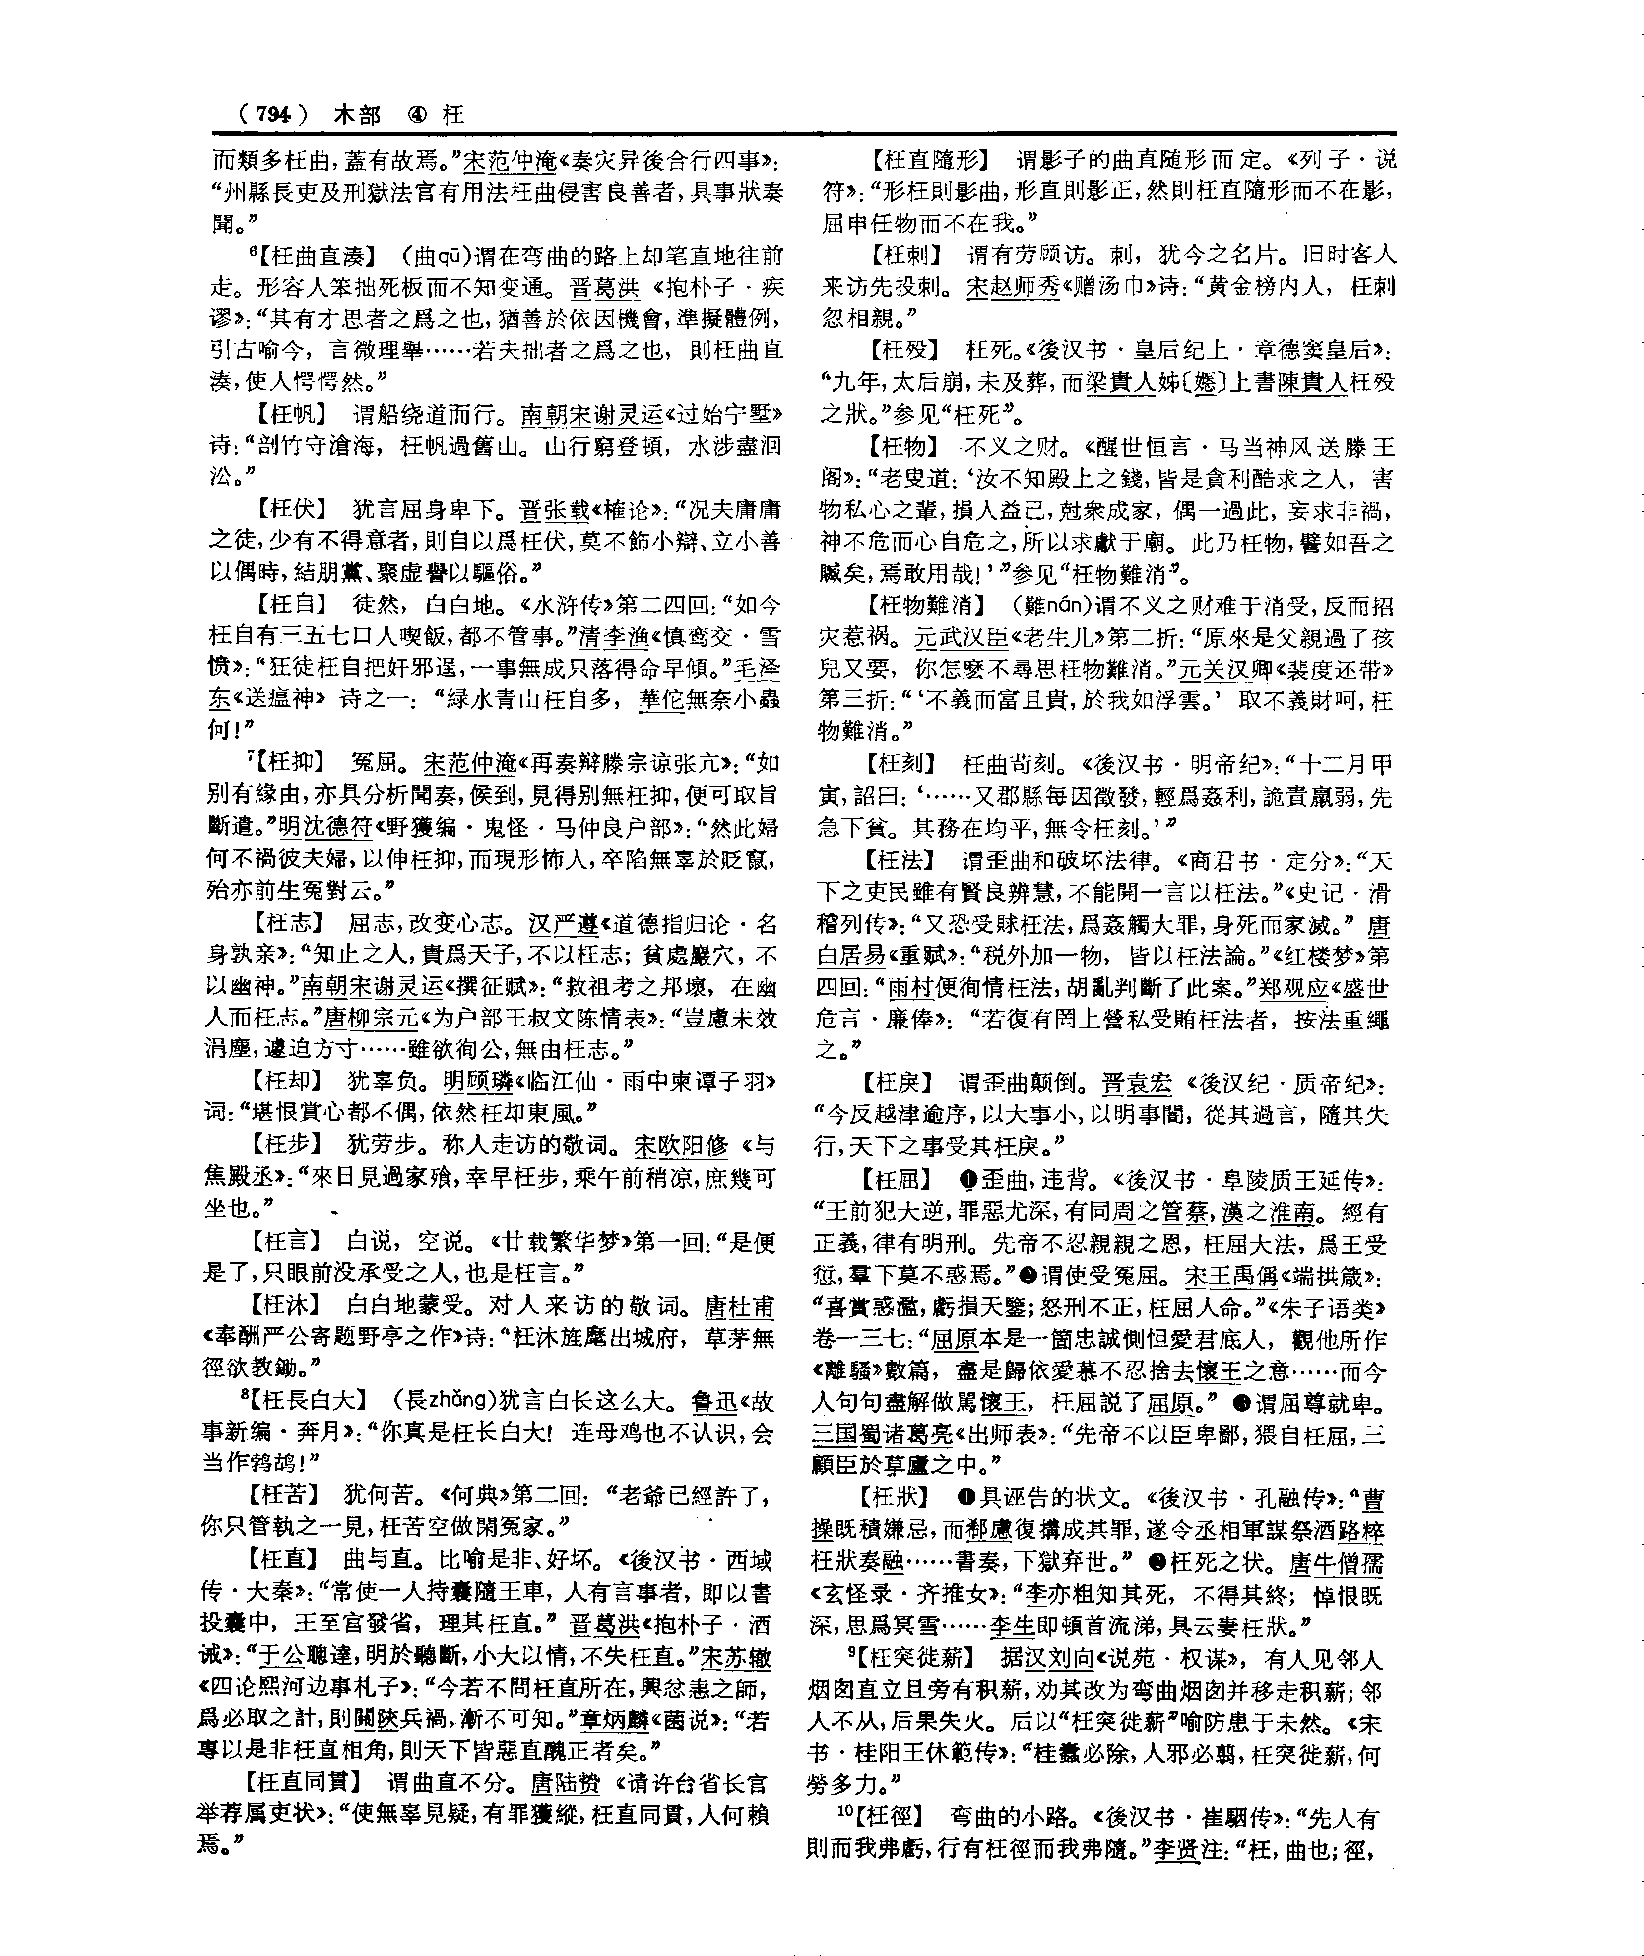 （794） 木部 ④ 枉
而類多枉曲，蓋有故焉。”宋范仲淹《奏灾异後合行四事》：
“州縣長吏及刑獄法官有用法枉曲侵害良善者，具事狀奏
聞。”
⁶【枉曲直湊】 （曲qū）谓在弯曲的路上却笔直地往前
走。形容人笨拙死板而不知变通。晋葛洪《抱朴子·疾
谬》：“其有才思者之爲之也，猶善於依因機會，準擬體例，
引古喻今，言微理舉……若夫拙者之爲之也，則枉曲直
湊，使人愕愕然。”
【枉帆】 谓船绕道而行。南朝宋谢灵运《过始宁墅》
诗：“剖竹守滄海，枉帆過舊山。山行窮登頓，水涉盡洄
沿。”
【枉伏】 犹言屈身卑下。晋张载《榷论》：“况夫庸庸
之徒，少有不得意者，則自以爲枉伏，莫不飾小辯、立小善
以偶時，結朋黨、聚虚譽以驅俗。”
【枉自】 徒然，白白地。《水浒传》第二四回：“如今
枉自有三五七口人喫飯，都不管事。”清李渔《慎鸾交·雪
愤》：“狂徒枉自把奸邪逞，一事無成只落得命早傾。”毛泽
东《送瘟神》诗之一：“緑水青山枉自多，華佗無奈小蟲
何！”
⁷【枉抑】 冤屈。宋范仲淹《再奏辩滕宗谅张亢》：“如
别有緣由，亦具分析聞奏，候到，見得别無枉抑，便可取旨
斷遣。”明沈德符《野獲编·鬼怪·马仲良户部》：“然此婦
何不禍彼夫婦，以伸枉抑，而現形怖人，卒陷無辜於貶竄，
殆亦前生冤對云。”
【枉志】 屈志，改变心志。汉严遵《道德指归论·名
身孰亲》：“知止之人，貴爲天子，不以枉志；貧處巖穴，不
以幽神。”南朝宋谢灵运《撰征赋》：“救祖考之邦壞，在幽
人而枉志。”唐柳宗元《为户部王叔文陈情表》：“豈慮未效
涓塵，遽迫方寸……雖欲徇公，無由枉志。”
【枉却】 犹辜负。明顾璘《临江仙·雨中柬谭子羽》
词：“堪恨賞心都不偶，依然枉却東風。”
【枉步】 犹劳步。称人走访的敬词。宋欧阳修《与
焦殿丞》：“來日見過家飧，幸早枉步，乘午前稍凉，庶幾可
坐也。”
【枉言】 白说，空说。《廿载繁华梦》第一回：“是便
是了，只眼前没承受之人，也是枉言。”
【枉沐】 白白地蒙受。对人来访的敬词。唐杜甫
《奉酬严公寄题野亭之作》诗：“枉沐旌麾出城府，草茅無
徑欲教鋤。”
⁸【枉長白大】 （長zhǎng）犹言白长这么大。鲁迅《故
事新编·奔月》：“你真是枉长白大！连母鸡也不认识，会
当作鹁鸪！”
【枉苦】 犹何苦。《何典》第二回：“老爺已經許了，
你只管執之一見，枉苦空做閑冤家。”
【枉直】 曲与直。比喻是非、好坏。《後汉书·西域
传·大秦》：“常使一人持囊隨王車，人有言事者，即以書
投囊中，王至宫發省，理其枉直。”晋葛洪《抱朴子·酒
诫》：“于公聰達，明於聽斷，小大以情，不失枉直。”宋苏辙
《四论熙河边事札子》：“今若不問枉直所在，興忿恚之師，
爲必取之計，則關陝兵禍，漸不可知。”章炳麟《菌说》：“若
專以是非枉直相角，則天下皆惡直醜正者矣。”
【枉直同貫】 谓曲直不分。唐陆贽《请许台省长官
举荐属吏状》：“使無辜見疑，有罪獲縱，枉直同貫，人何賴
焉。”
【枉直隨形】 谓影子的曲直随形而定。《列子·说
符》：“形枉則影曲，形直則影正，然則枉直隨形而不在影，
屈申任物而不在我。”
【枉刺】 谓有劳顾访。刺，犹今之名片。旧时客人
来访先投刺。宋赵师秀《赠汤巾》诗：“黄金榜内人，枉刺
忽相親。”
【枉殁】 枉死。《後汉书·皇后纪上·章德窦皇后》：
“九年，太后崩，未及葬，而梁貴人姊〔嫕〕上書陳貴人枉殁
之狀。”参见“枉死”。
【枉物】 不义之财。《醒世恒言·马当神风送滕王
阁》：“老叟道：‘汝不知殿上之錢，皆是貪利酷求之人，害
物私心之輩，損人益己，尅衆成家，偶一過此，妄求非禍，
神不危而心自危之，所以求獻于廟。此乃枉物，譬如吾之
贓矣，焉敢用哉！’”参见“枉物難消”。
【枉物難消】 （難nán）谓不义之财难于消受，反而招
灾惹祸。元武汉臣《老生儿》第二折：“原來是父親過了孩
兒又要，你怎麽不尋思枉物難消。”元关汉卿《裴度还带》
第三折：“‘不義而富且貴，於我如浮雲。’取不義財呵，枉
物難消。”
【枉刻】 枉曲苛刻。《後汉书·明帝纪》：“十二月甲
寅，詔曰：‘……又郡縣每因徵發，輕爲姦利，詭責羸弱，先
急下貧。其務在均平，無令枉刻。’”
【枉法】 谓歪曲和破坏法律。《商君书·定分》：“天
下之吏民雖有賢良辨慧，不能開一言以枉法。”《史记·滑
稽列传》：“又恐受賕枉法，爲姦觸大罪，身死而家滅。”唐
白居易《重赋》：“税外加一物，皆以枉法論。”《红楼梦》第
四回：“雨村便徇情枉法，胡亂判斷了此案。”郑观应《盛世
危言·廉俸》：“若復有罔上營私受賄枉法者，按法重繩
之。”
【枉戾】 谓歪曲颠倒。晋袁宏《後汉纪·质帝纪》：
“今反越津逾序，以大事小，以明事闇，從其過言，隨其失
行，天下之事受其枉戾。”
【枉屈】 ❶歪曲，违背。《後汉书·阜陵质王延传》：
“王前犯大逆，罪惡尤深，有同周之管蔡，漢之淮南。經有
正義，律有明刑。先帝不忍親親之恩，枉屈大法，爲王受
愆，羣下莫不惑焉。”❷谓使受冤屈。宋王禹偁《端拱箴》：
“喜賞惑濫，虧損天鑒；怒刑不正，枉屈人命。”《朱子语类》
卷一三七：“屈原本是一箇忠誠惻怛愛君底人，觀他所作
《離騷》數篇，盡是歸依愛慕不忍捨去懷王之意……而今
人句句盡解做駡懷王，枉屈説了屈原。”❸谓屈尊就卑。
三国蜀诸葛亮《出师表》：“先帝不以臣卑鄙，猥自枉屈，三
顧臣於草廬之中。”
【枉狀】 ❶具诬告的状文。《後汉书·孔融传》：“曹
操既積嫌忌，而郗慮復搆成其罪，遂令丞相軍謀祭酒路粹
枉狀奏融……書奏，下獄弃世。”❷枉死之状。唐牛僧孺
《玄怪录·齐推女》：“李亦粗知其死，不得其終；悼恨既
深，思爲冥雪……李生即頓首流涕，具云妻枉狀。”
⁹【枉突徙薪】 据汉刘向《说苑·权谋》，有人见邻人
烟囱直立且旁有积薪，劝其改为弯曲烟囱并移走积薪；邻
人不从，后果失火。后以“枉突徙薪”喻防患于未然。《宋
书·桂阳王休範传》：“桂蠹必除，人邪必翦，枉突徙薪，何
勞多力。”
¹⁰【枉徑】 弯曲的小路。《後汉书·崔駰传》：“先人有
則而我弗虧，行有枉徑而我弗隨。”李贤注：“枉，曲也；徑，